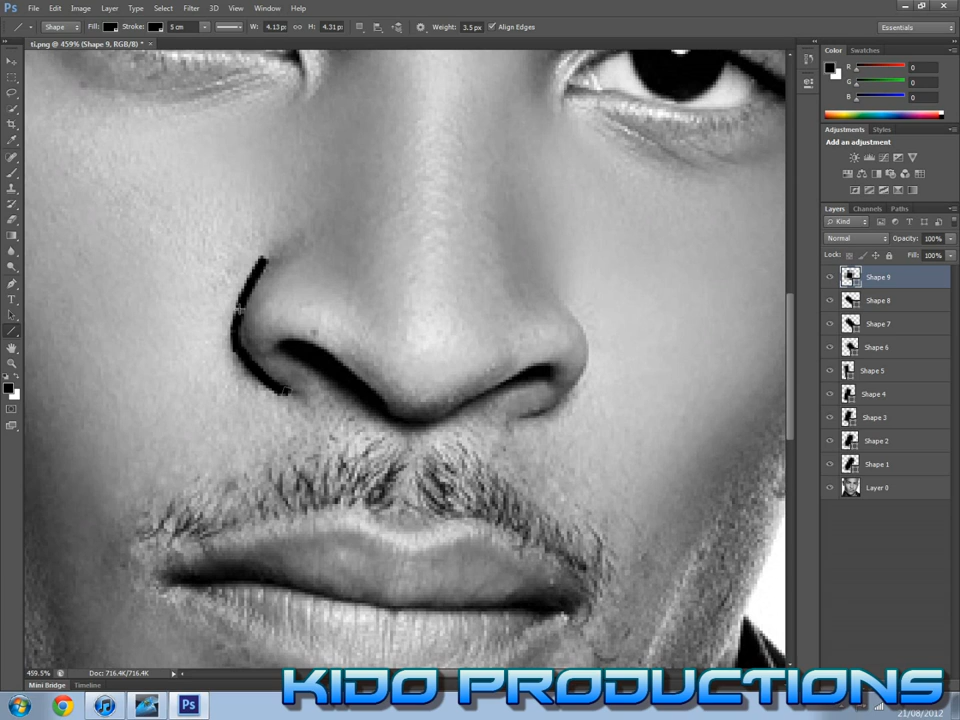 Ps File Edit Image Layer Type Select Filter 3D View Window Help
Shape Fill: Stroke: 5 cm W: 4.13 px H: 4.31 px Weight: 3.5 px Align Edges Essentials
ti.png @ 459% (Shape 9, RGB/8) * ×
Color Swatches
R 0
G 0
B 0
Adjustments Styles
Add an adjustment
Layers Channels Paths
Kind
Normal Opacity: 100%
Lock: Fill: 100%
Shape 9
Shape 8
Shape 7
Shape 6
Shape 5
Shape 4
Shape 3
Shape 2
Shape 1
Layer 0
459.5% Doc: 716.4K/716.4K
Mini Bridge Timeline
KIDO PRODUCTIONS
Ps
21/08/2012